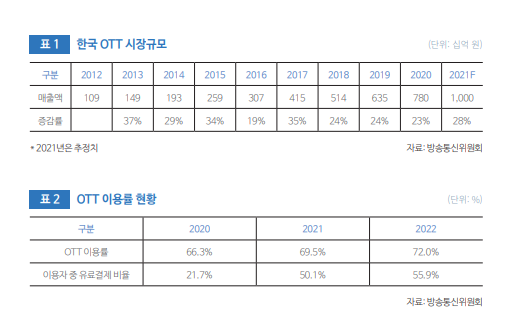 표 1 한국 OTT 시장규모 (단위: 십억 원)
구분 2012 2013 2014 2015 2016 2017 2018 2019 2020 2021F
매출액 109 149 193 259 307 415 514 635 780 1,000
증감률 37% 29% 34% 19% 35% 24% 24% 23% 28%
* 2021년은 추정치 자료: 방송통신위원회
표 2 OTT 이용률 현황 (단위: %)
구분 2020 2021 2022
OTT 이용률 66.3% 69.5% 72.0%
이용자 중 유료결제 비율 21.7% 50.1% 55.9%
자료: 방송통신위원회